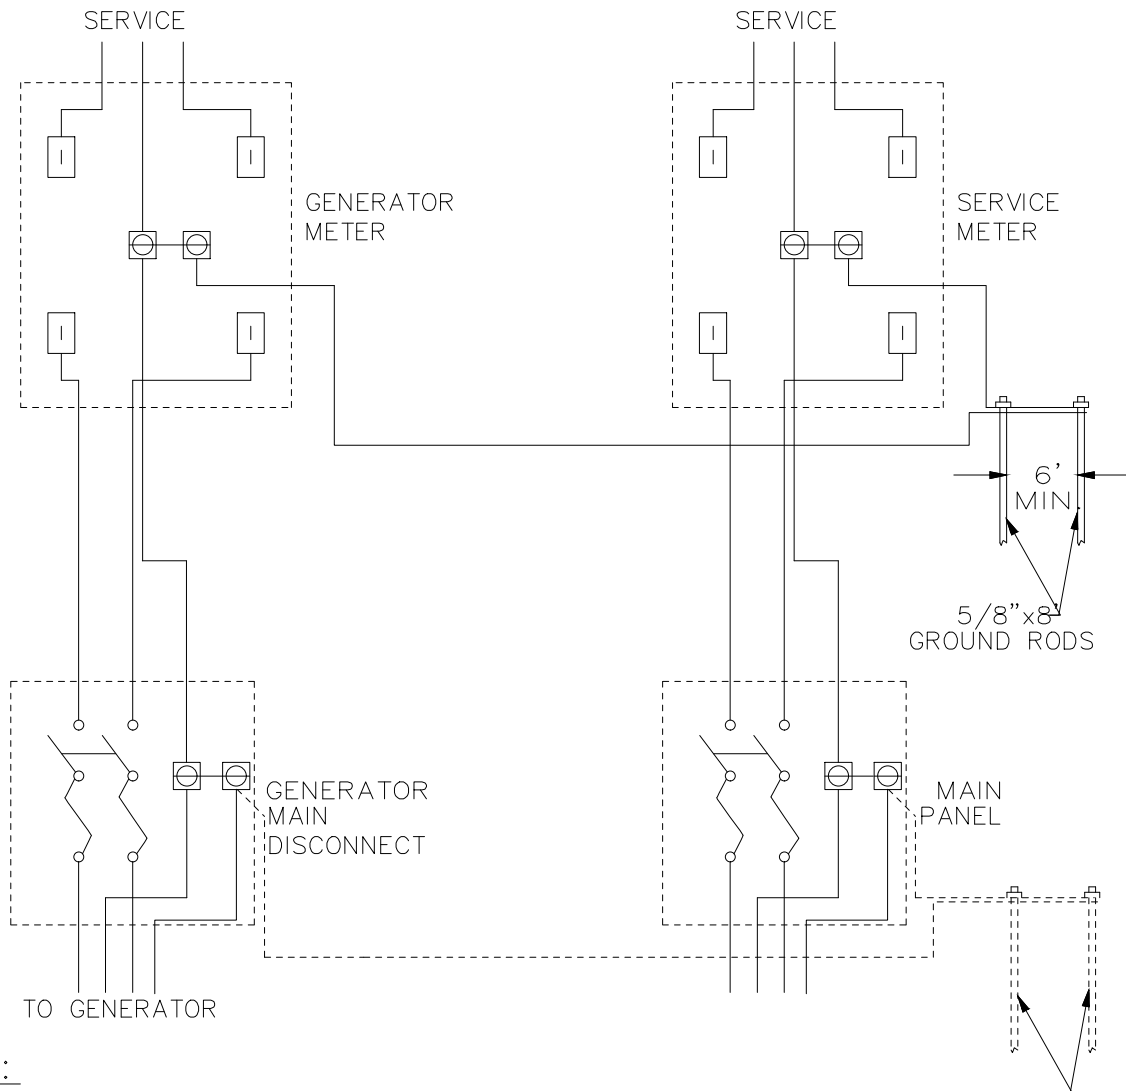 SERVICE
SERVICE
GENERATOR
METER
SERVICE
METER
6'
MIN.
5/8"x8'
GROUND RODS
GENERATOR
MAIN
DISCONNECT
MAIN
PANEL
TO GENERATOR
: